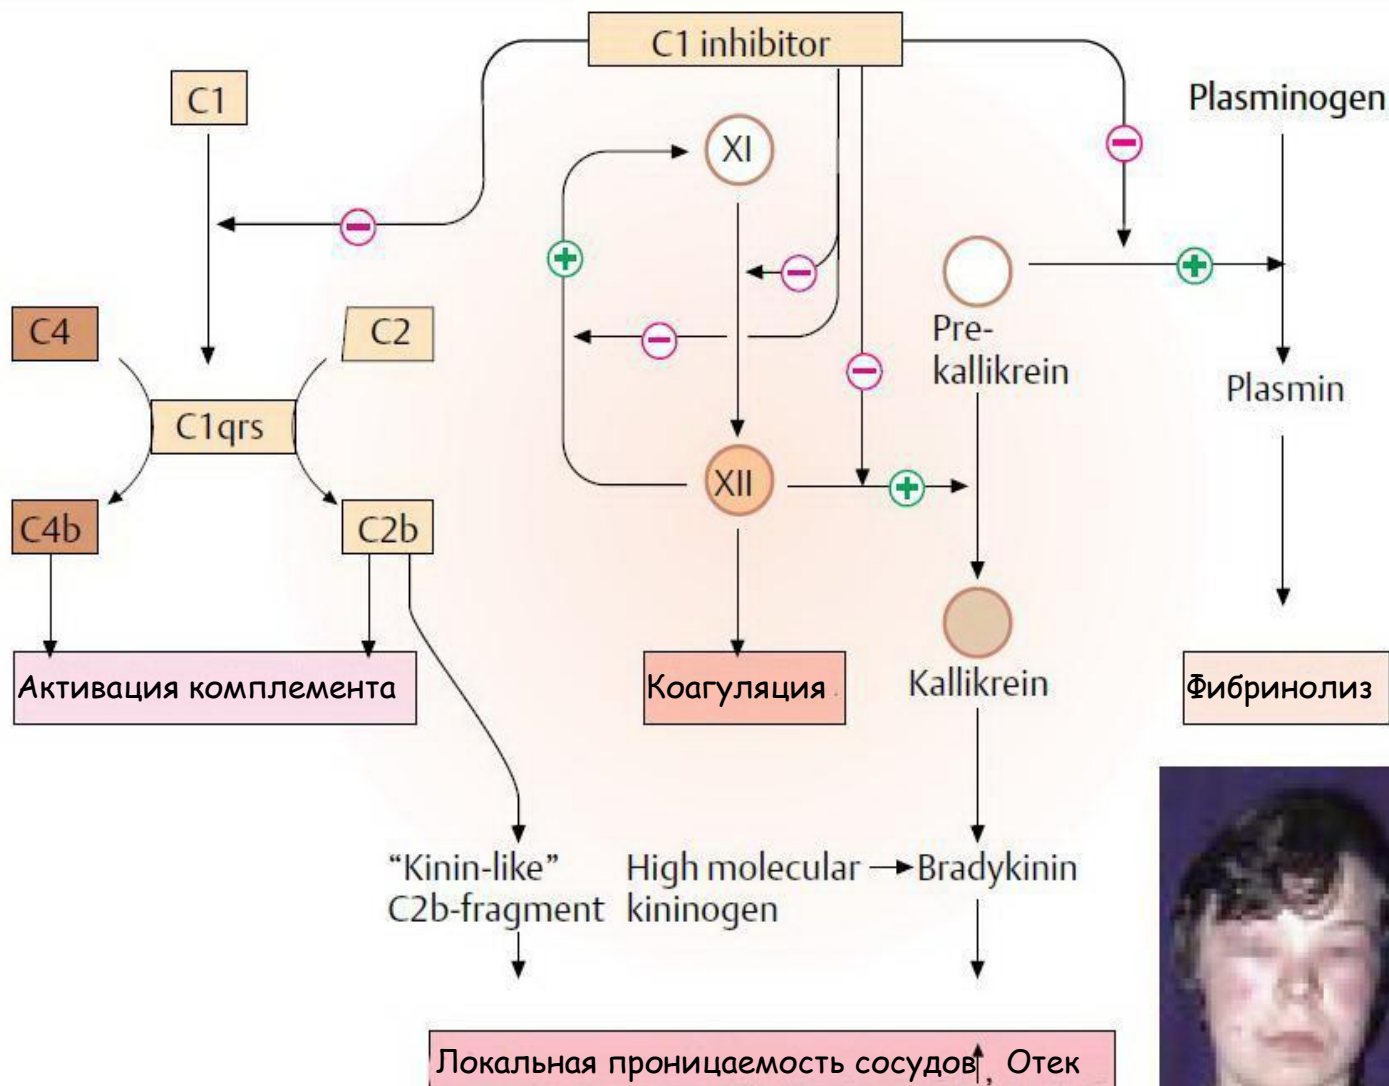 C1 inhibitor
C1
Plasminogen
XI
C4
C2
Pre-
kallikrein
Plasmin
C1qrs
XII
C4b
C2b
Активация комплемента
Коагуляция
Kallikrein
Фибринолиз
“Kinin-like”
C2b-fragment
High molecular
kininogen
Bradykinin
Локальная проницаемость сосудов↑, Отек